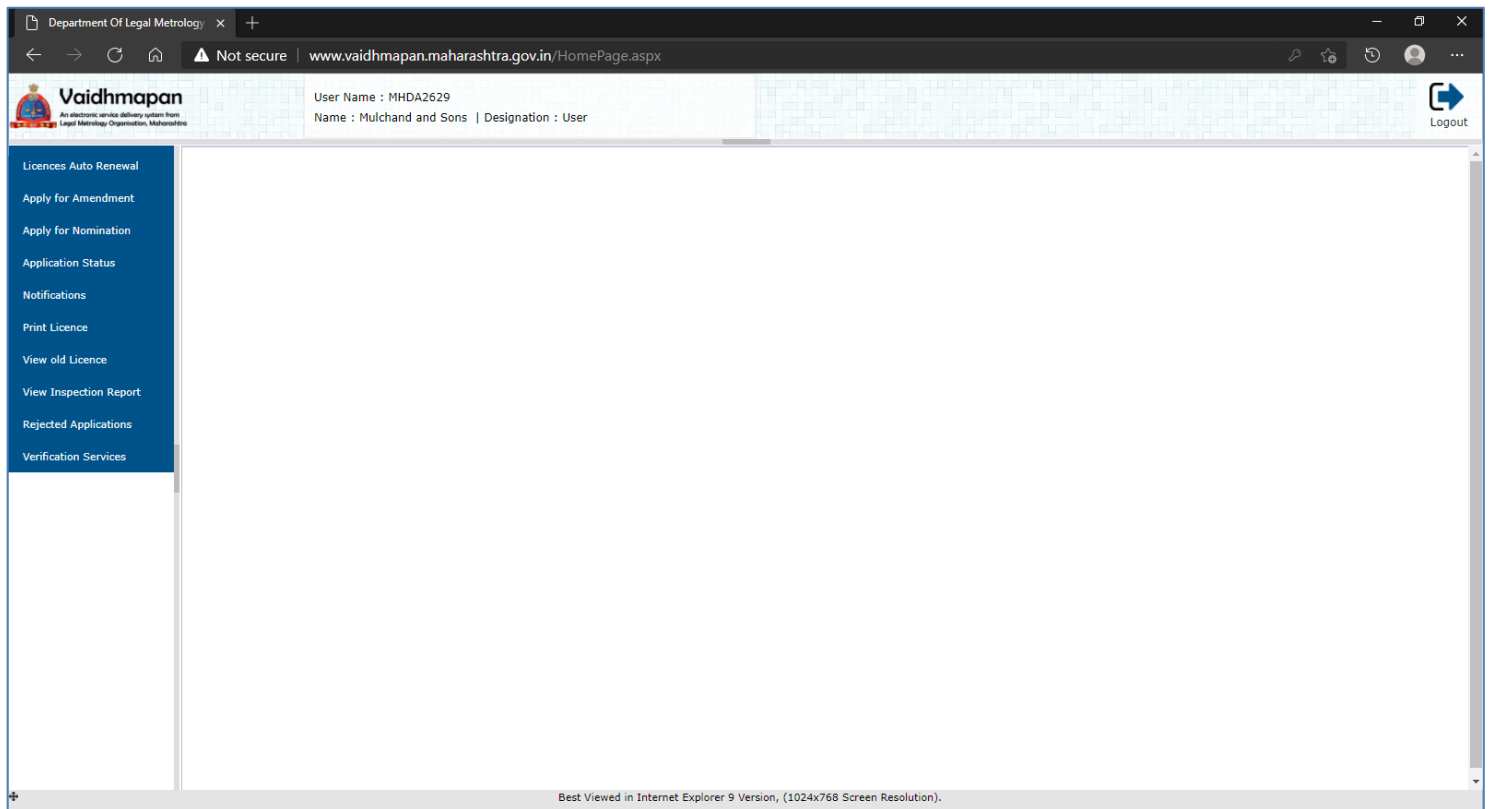 Department Of Legal Metrology
Not secure | www.vaidhmapan.maharashtra.gov.in/HomePage.aspx
Vaidhmapan
An electronic service delivery system from
Legal Metrology Organisation, Maharashtra
User Name : MHDA2629
Name : Mulchand and Sons | Designation : User
Logout
Licences Auto Renewal
Apply for Amendment
Apply for Nomination
Application Status
Notifications
Print Licence
View old Licence
View Inspection Report
Rejected Applications
Verification Services
Best Viewed in Internet Explorer 9 Version, (1024x768 Screen Resolution).